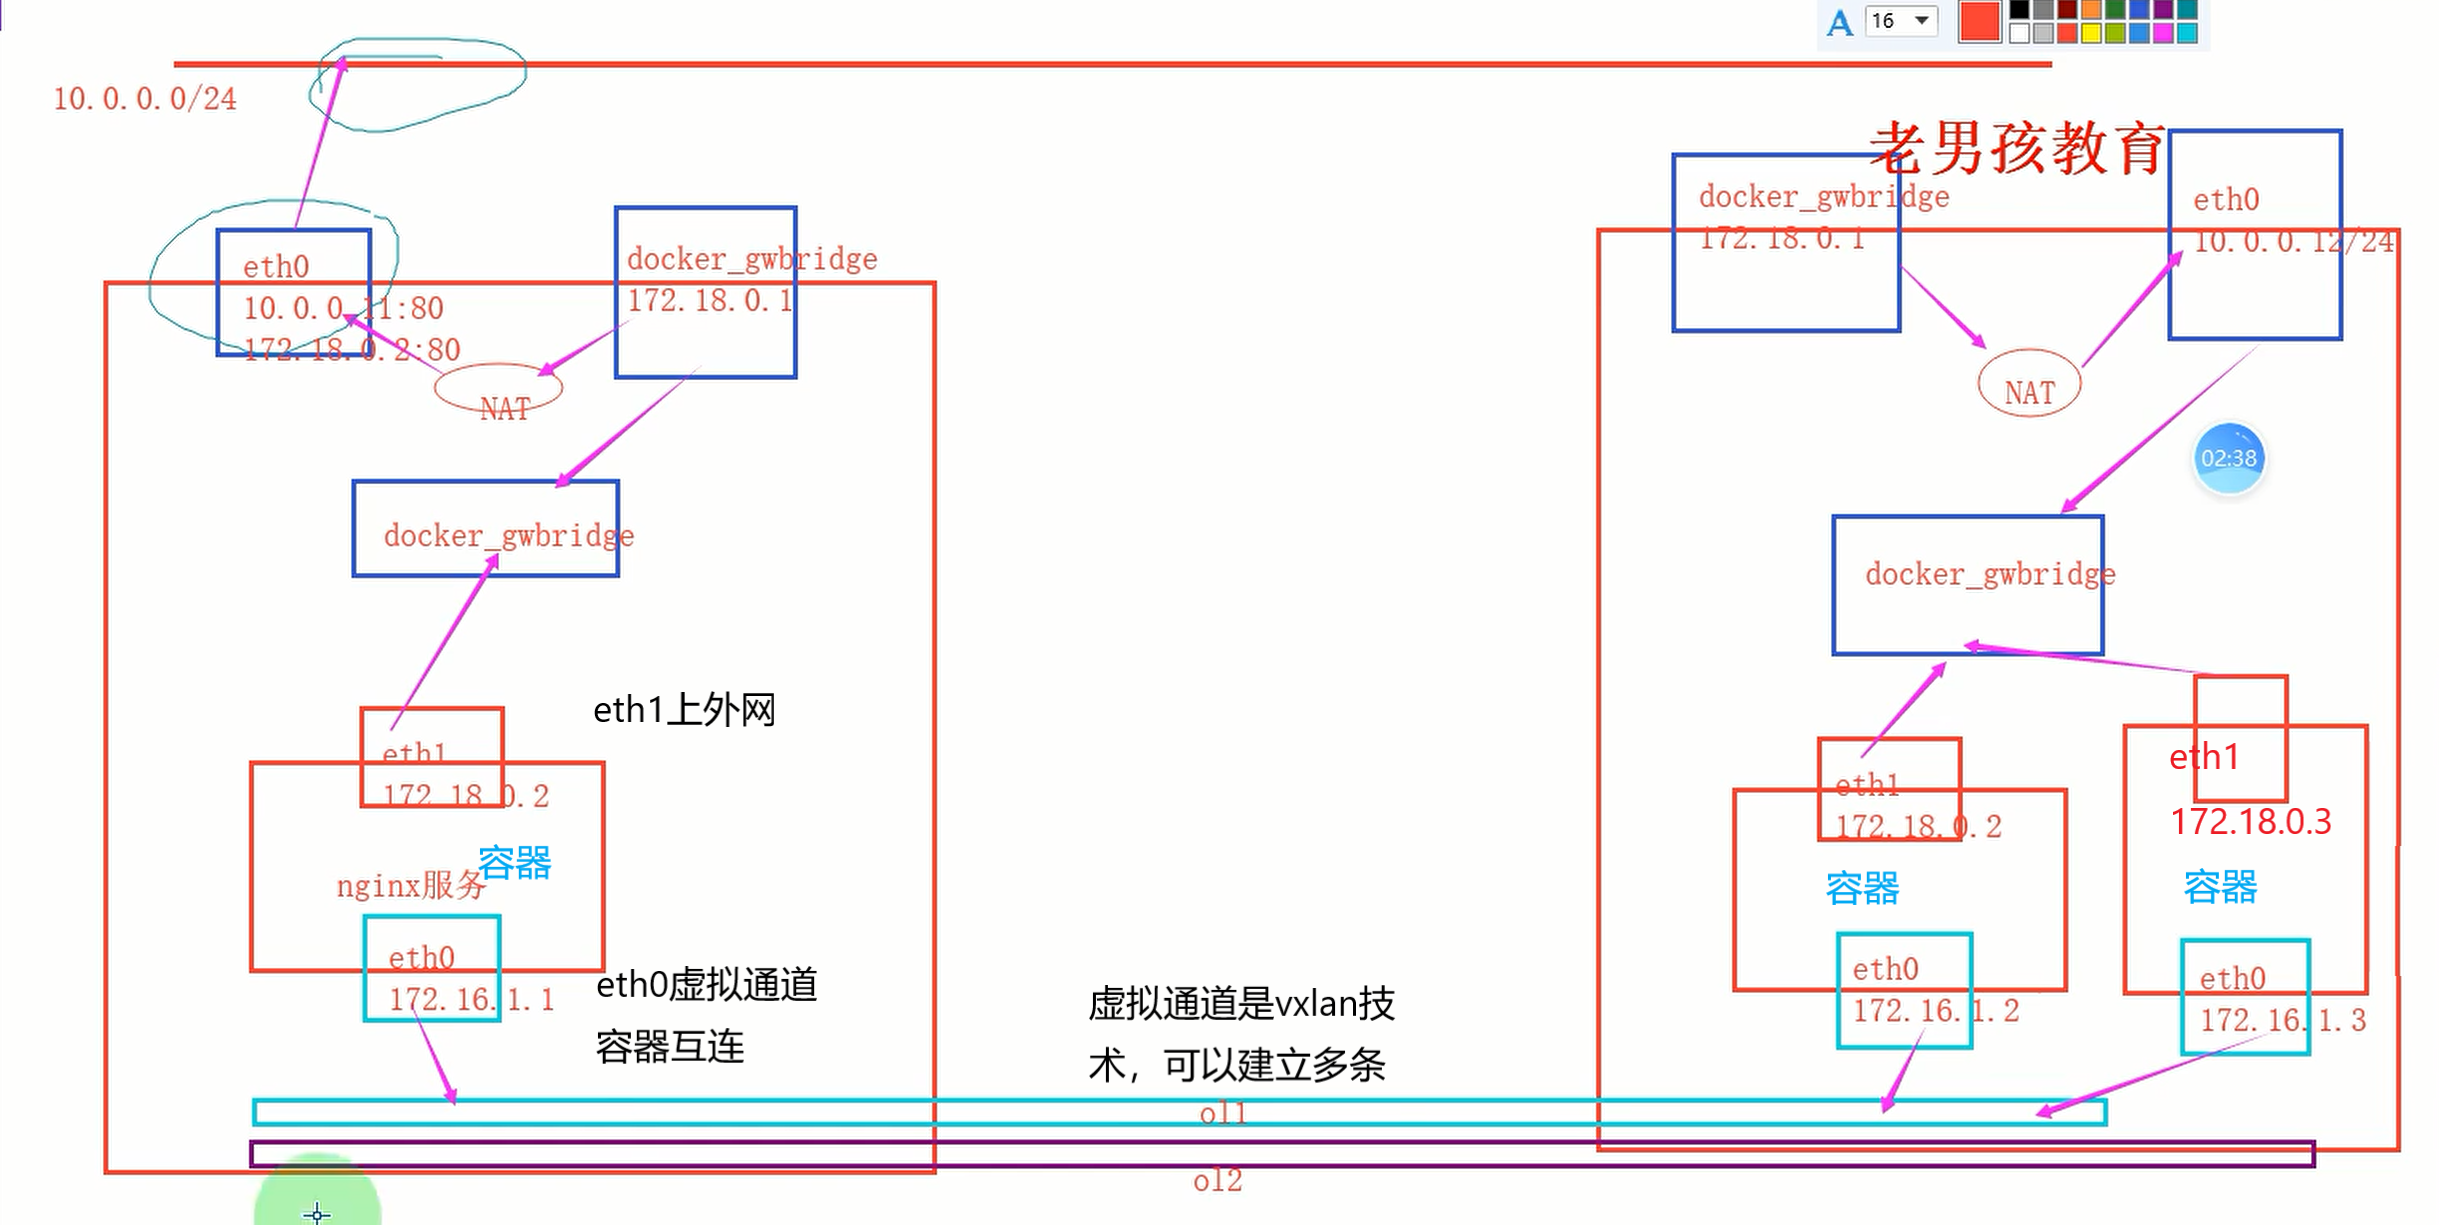 16
10.0.0.0/24
老男孩教育
eth0
10.0.0.11:80
172.18.0.2:80
docker_gwbridge
172.18.0.1
NAT
docker_gwbridge
eth1上外网
eth1
172.18.0.2
容器
nginx服务
eth0
172.16.1.1
eth0虚拟通道
容器互连
虚拟通道是vxlan技
术，可以建立多条
docker_gwbridge
172.18.0.1
eth0
10.0.0.12/24
NAT
02:38
docker_gwbridge
eth1
172.18.0.2
容器
eth0
172.16.1.2
eth1
172.18.0.3
容器
eth0
172.16.1.3
ol1
ol2